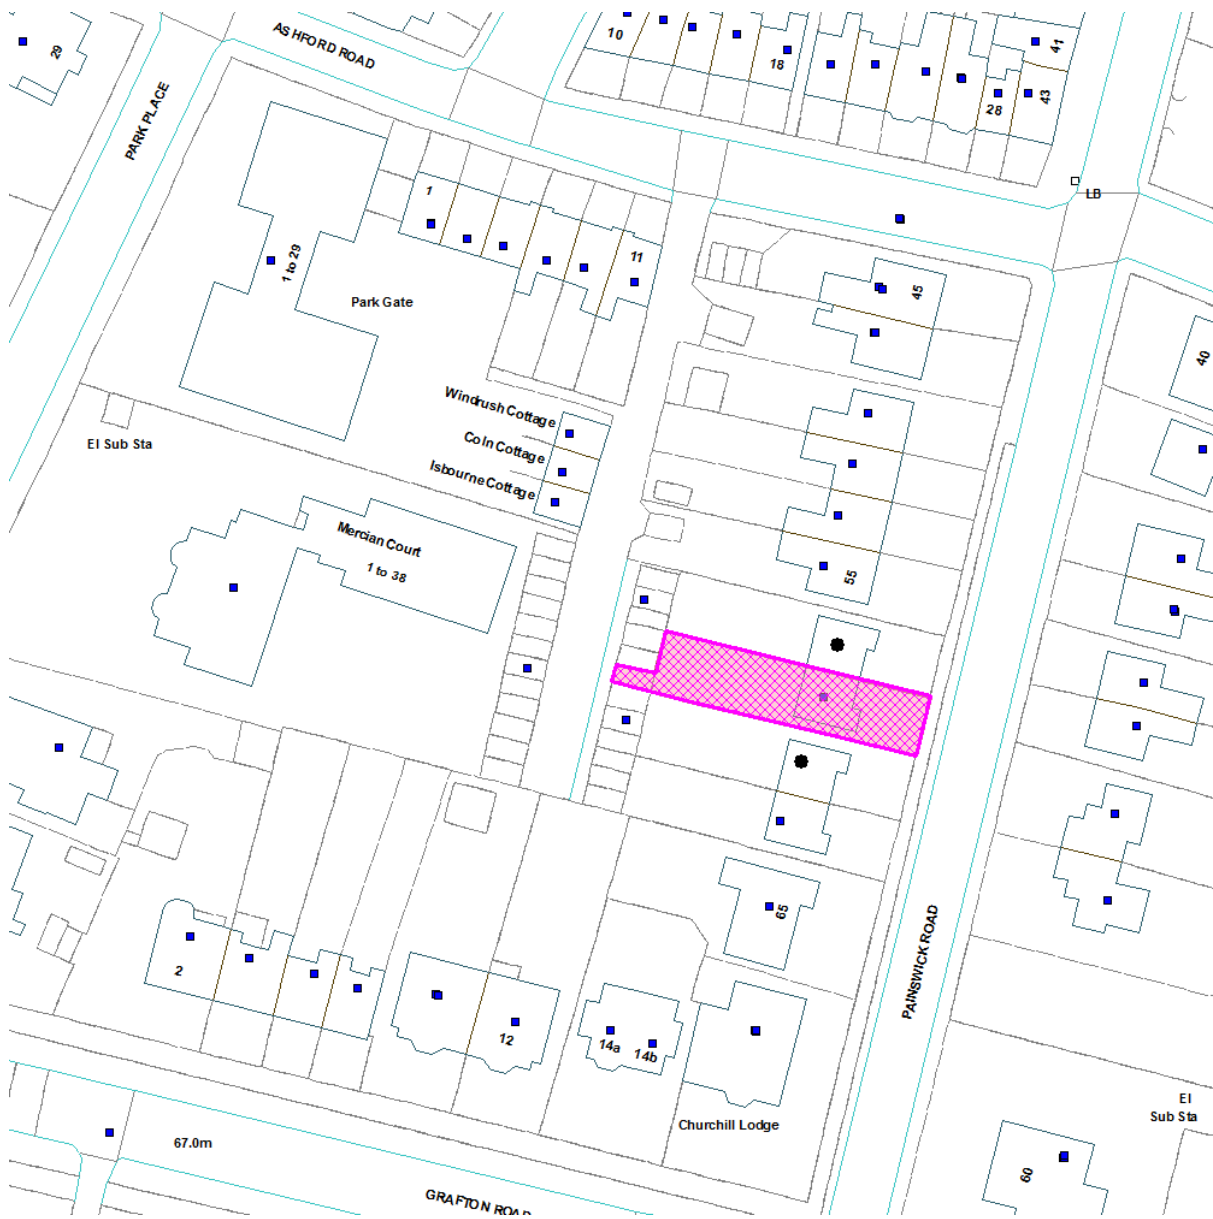 ASHFORD ROAD
10
18
41
43
28
29
PARK PLACE
LB
1
11
1 to 29
Park Gate
45
40
Windrush Cottage
Coln Cottage
Isbourne Cottage
El Sub Sta
Mercian Court
1 to 38
55
65
PAINSWICK ROAD
2
12
14a
14b
Churchill Lodge
El
Sub Sta
67.0m
60
GRAFTON ROAD